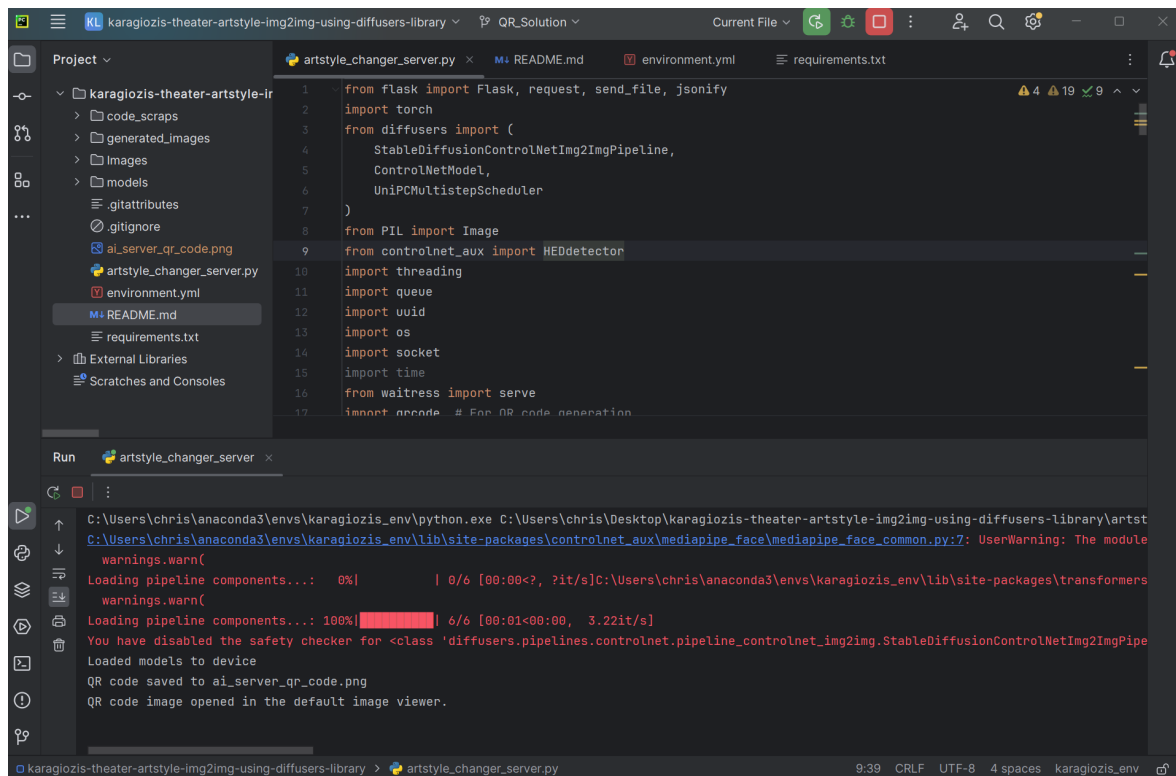 KL karagiozis-theater-artstyle-img2img-using-diffusers-library QR_Solution Current File
Project
artstyle_changer_server.py
M↓ README.md
environment.yml
requirements.txt
karagiozis-theater-artstyle-ir
code_scraps
generated_images
Images
models
.gitattributes
.gitignore
ai_server_qr_code.png
artstyle_changer_server.py
environment.yml
M↓ README.md
requirements.txt
External Libraries
Scratches and Consoles
4 19 9
1 from flask import Flask, request, send_file, jsonify
2 import torch
3 from diffusers import (
4 StableDiffusionControlNetImg2ImgPipeline,
5 ControlNetModel,
6 UniPCMultistepScheduler
7 )
8 from PIL import Image
9 from controlnet_aux import HEDdetector
10 import threading
11 import queue
12 import uuid
13 import os
14 import socket
15 import time
16 from waitress import serve
17 import qrcode # For QR code generation
Run artstyle_changer_server
C:\Users\chris\anaconda3\envs\karagiozis_env\python.exe C:\Users\chris\Desktop\karagiozis-theater-artstyle-img2img-using-diffusers-library\artst
C:\Users\chris\anaconda3\envs\karagiozis_env\lib\site-packages\controlnet_aux\mediapipe_face\mediapipe_face_common.py:7: UserWarning: The module
warnings.warn(
Loading pipeline components...: 0%| | 0/6 [00:00<?, ?it/s]C:\Users\chris\anaconda3\envs\karagiozis_env\lib\site-packages\transformers
warnings.warn(
Loading pipeline components...: 100%|██████████| 6/6 [00:01<00:00, 3.22it/s]
You have disabled the safety checker for <class 'diffusers.pipelines.controlnet.pipeline_controlnet_img2img.StableDiffusionControlNetImg2ImgPipe
Loaded models to device
QR code saved to ai_server_qr_code.png
QR code image opened in the default image viewer.
karagiozis-theater-artstyle-img2img-using-diffusers-library > artstyle_changer_server.py 9:39 CRLF UTF-8 4 spaces karagiozis_env